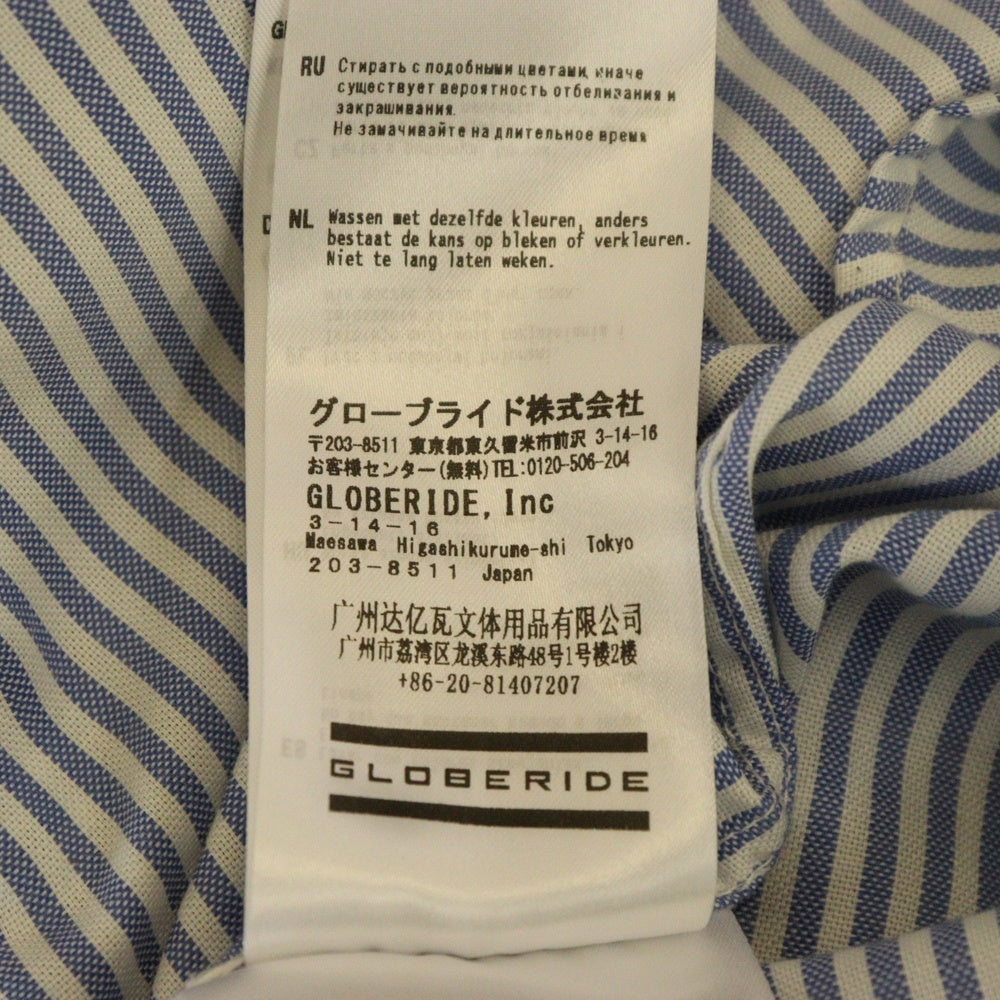 RU Стирать с подобными цветами, иначе
существует вероятность отбеливания и
закрашивания.
Не замачивайте на длительное время
NL Wassen met dezelfde kleuren, anders
bestaat de kans op bleken of verkleuren.
Niet te lang laten weken.
グローブライド株式会社
〒203-8511 東京都東久留米市前沢 3-14-16
お客様センター(無料)TEL:0120-506-204
GLOBERIDE, Inc
3-14-16
Maesawa Higashikurume-shi Tokyo
203-8511 Japan
广州达亿瓦文体用品有限公司
广州市荔湾区龙溪东路48号1号楼2楼
+86-20-81407207
GLOBERIDE